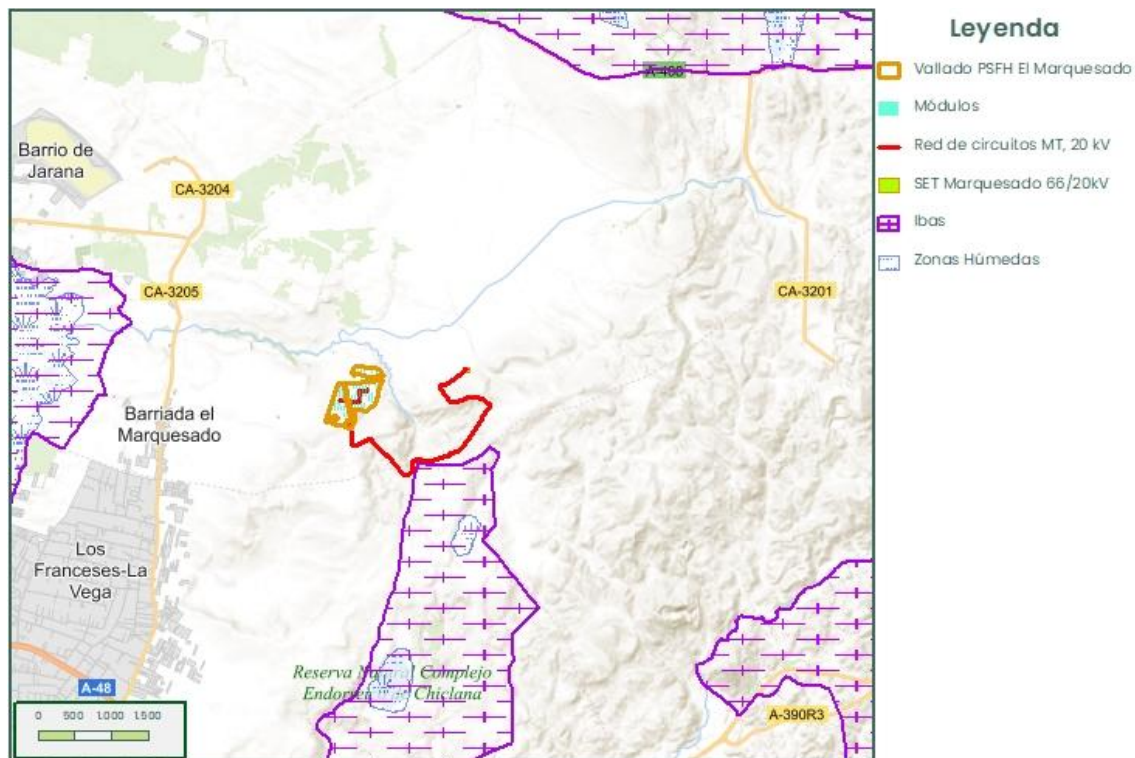 A-408
Barrio de
Jarana
CA-3204
CA-3205
CA-3201
Barriada el
Marquesado
Los
Franceses-La
Vega
Reserva Natural Complejo
Chiclana
A-48
A-390R3
0 500 1.000 1.500
Leyenda
Vallado PSFH El Marquesado
Módulos
Red de circuitos MT, 20 kV
SET Marquesado 66/20kV
Ibas
Zonas Húmedas